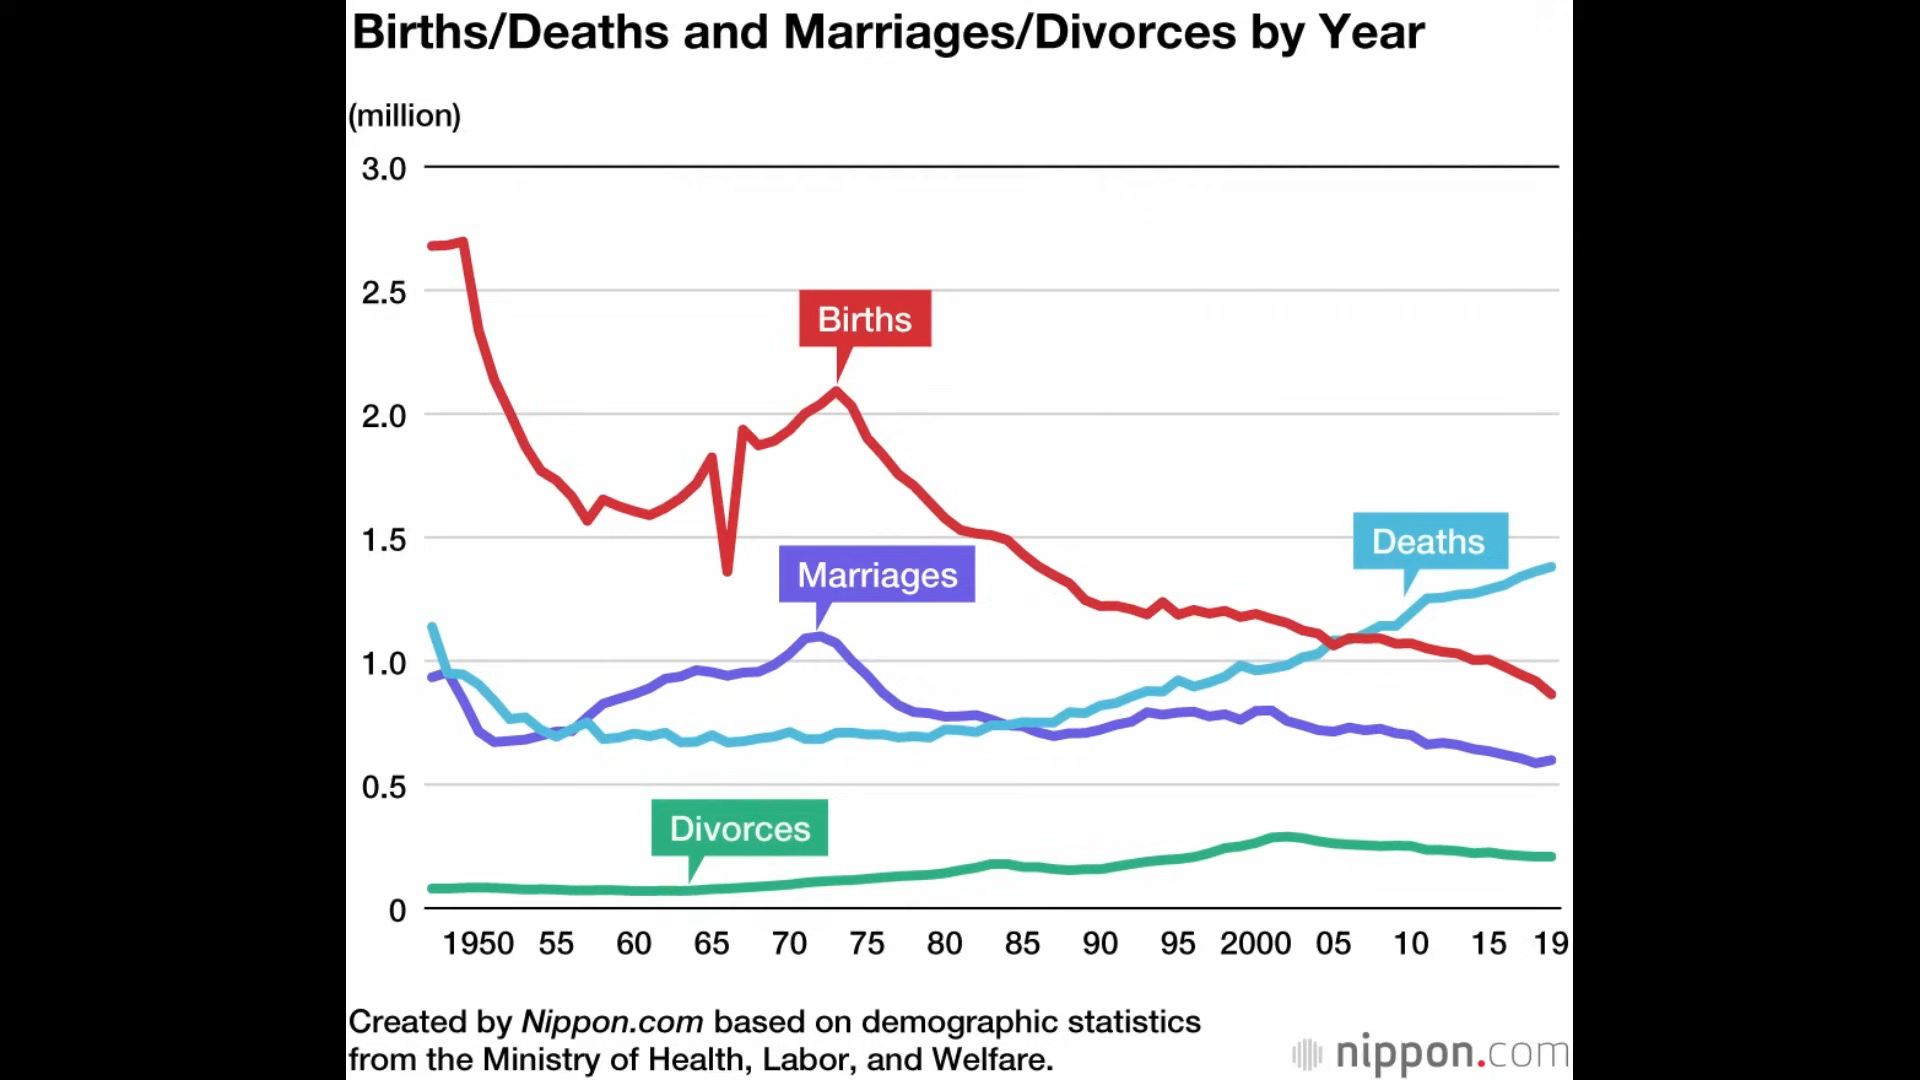 Births/Deaths and Marriages/Divorces by Year
(million)
3.0
2.5
Births
2.0
1.5
Deaths
Marriages
1.0
0.5
Divorces
0
1950 55 60 65 70 75 80 85 90 95 2000 05 10 15 19
Created by Nippon.com based on demographic statistics
from the Ministry of Health, Labor, and Welfare.
nippon.com